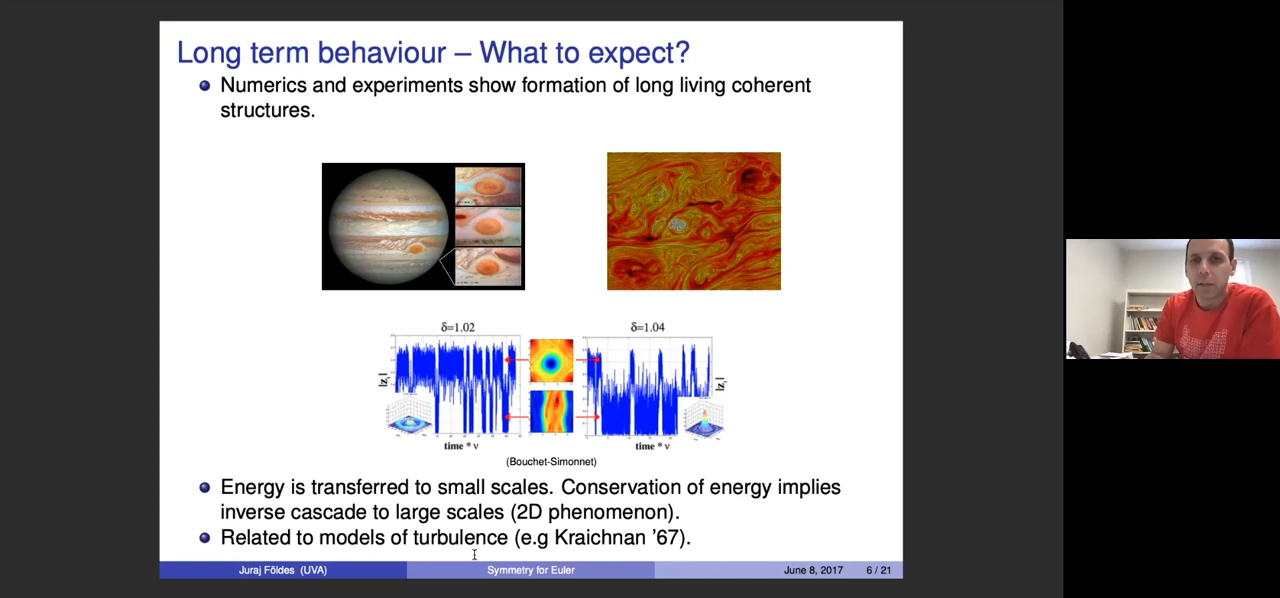 Long term behaviour – What to expect?
Numerics and experiments show formation of long living coherent
structures.
δ=1.02
δ=1.04
|z₁|
|z₁|
time * ν
time * ν
(Bouchet-Simonnet)
Energy is transferred to small scales. Conservation of energy implies
inverse cascade to large scales (2D phenomenon).
Related to models of turbulence (e.g Kraichnan '67).
Juraj Földes (UVA)
Symmetry for Euler
June 8, 2017
6 / 21